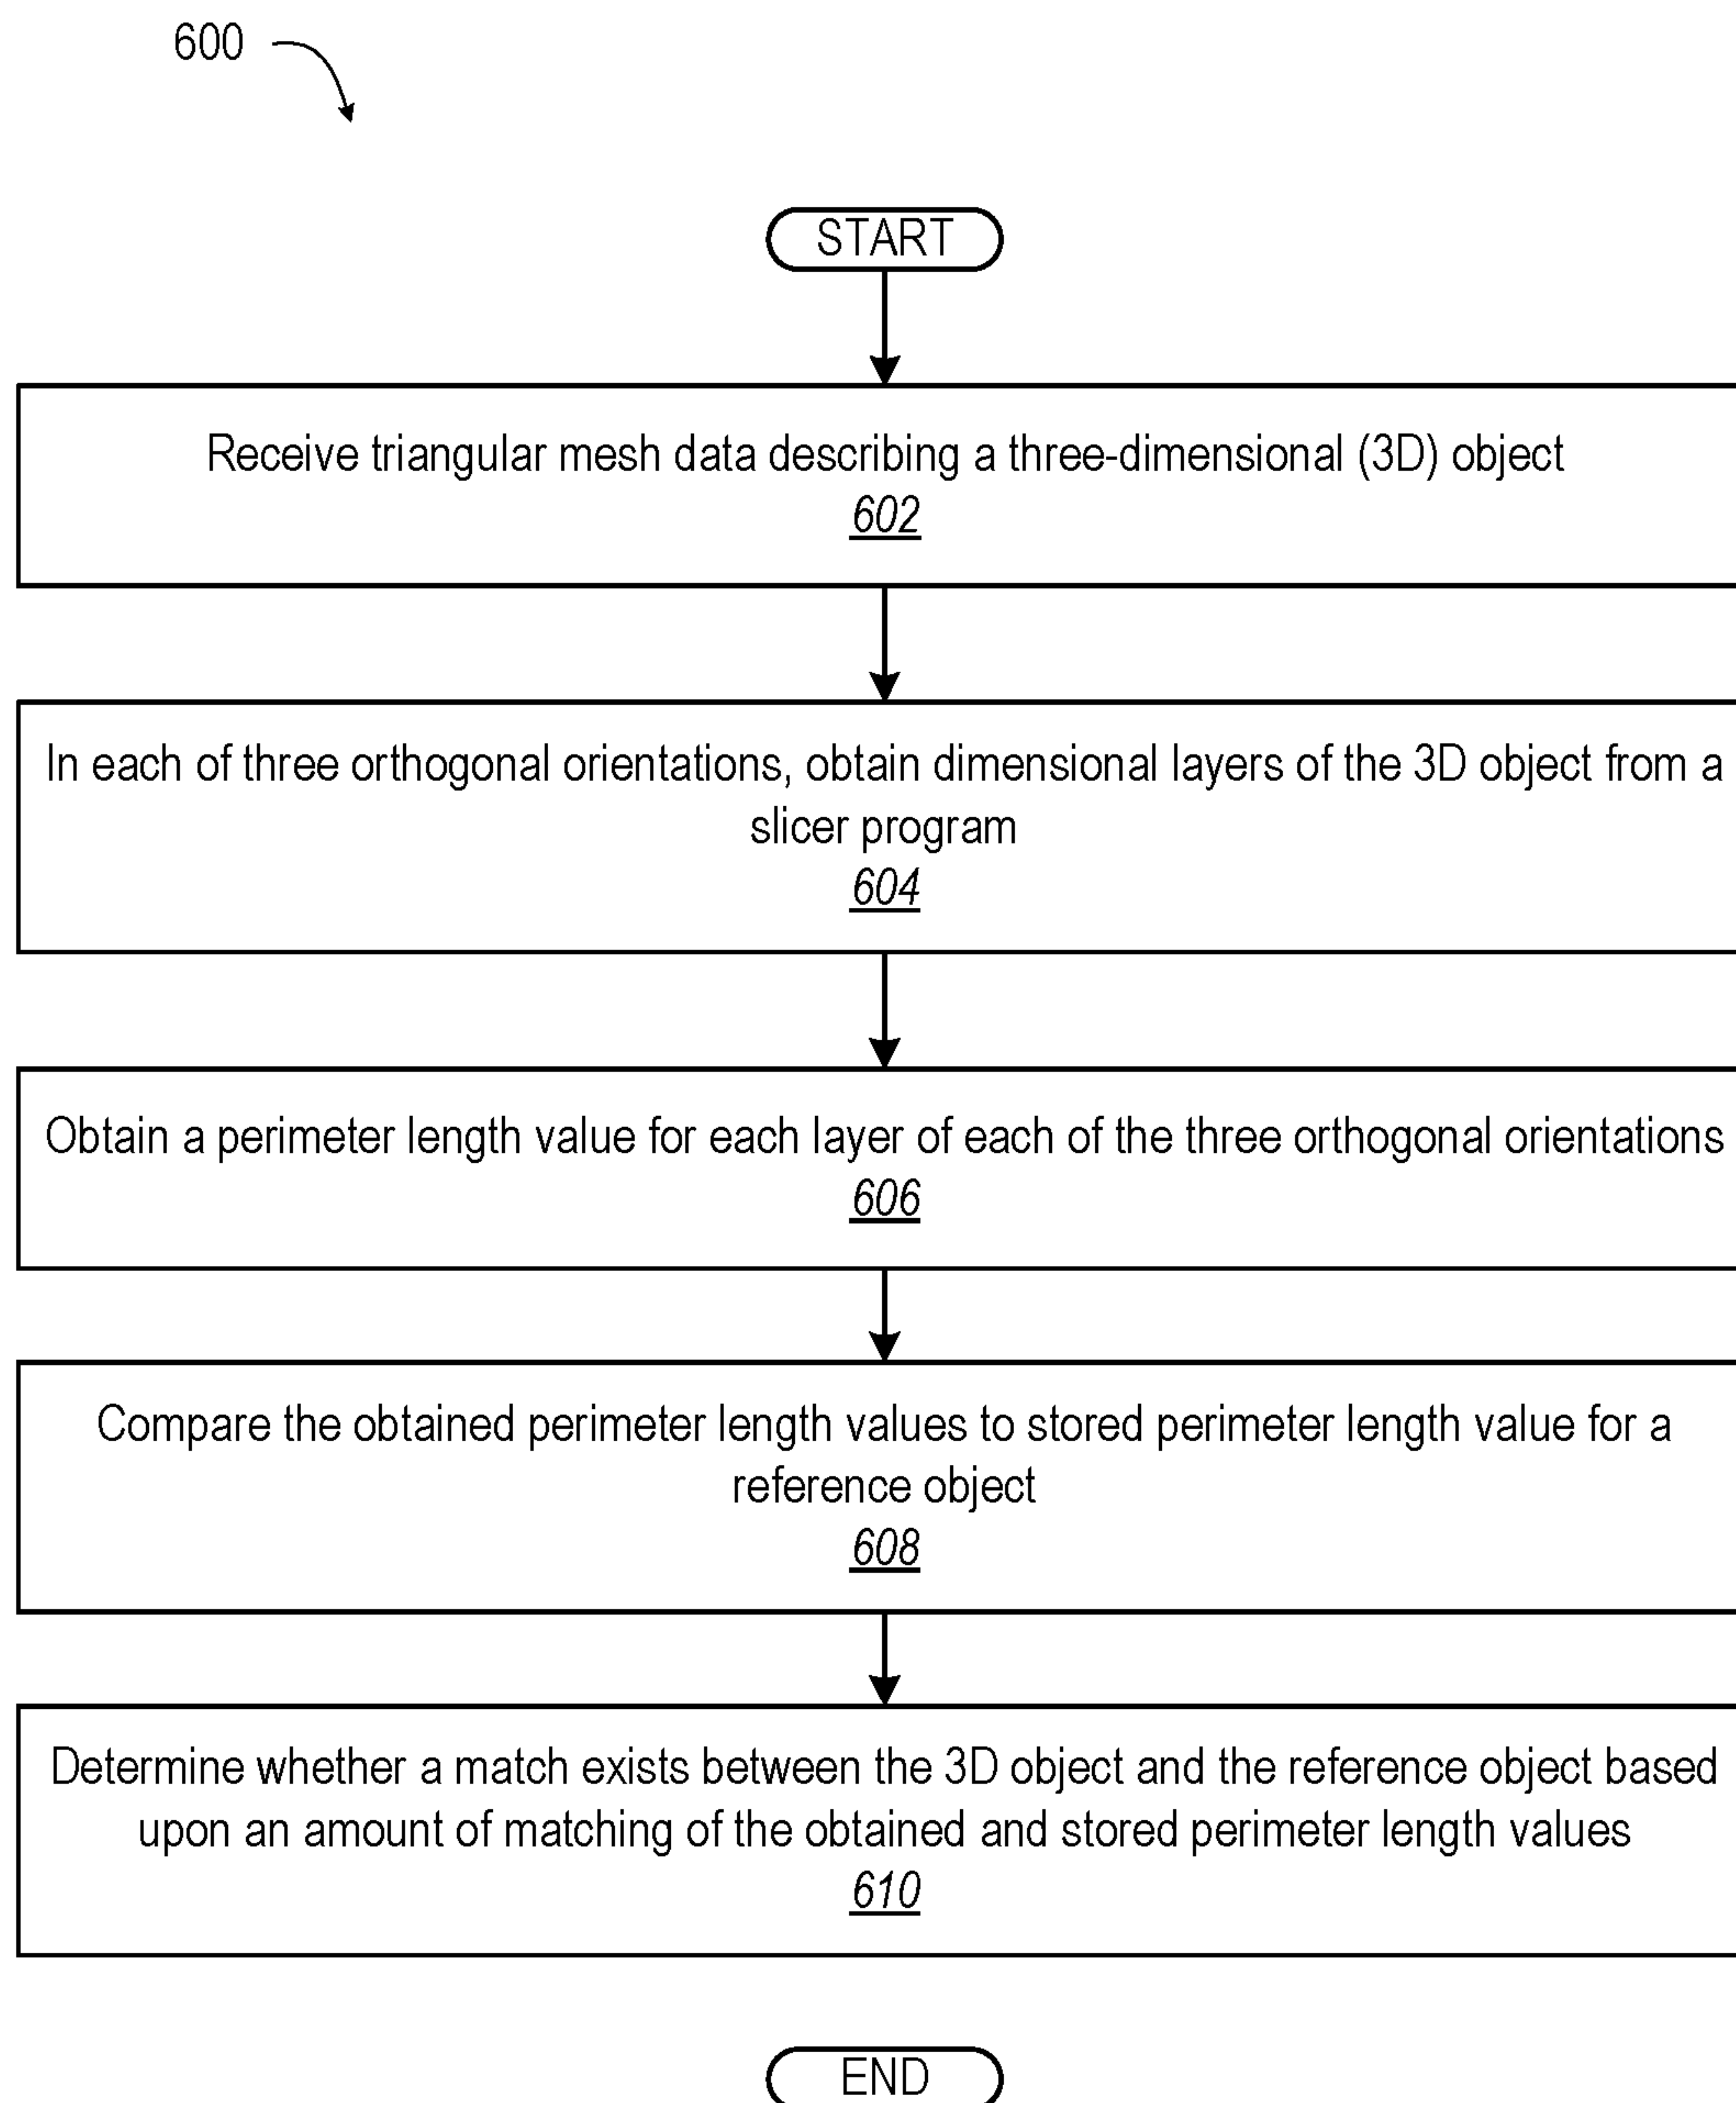 600
START
Receive triangular mesh data describing a three-dimensional (3D) object
602
In each of three orthogonal orientations, obtain dimensional layers of the 3D object from a
slicer program
604
Obtain a perimeter length value for each layer of each of the three orthogonal orientations
606
Compare the obtained perimeter length values to stored perimeter length value for a
reference object
608
Determine whether a match exists between the 3D object and the reference object based
upon an amount of matching of the obtained and stored perimeter length values
610
END